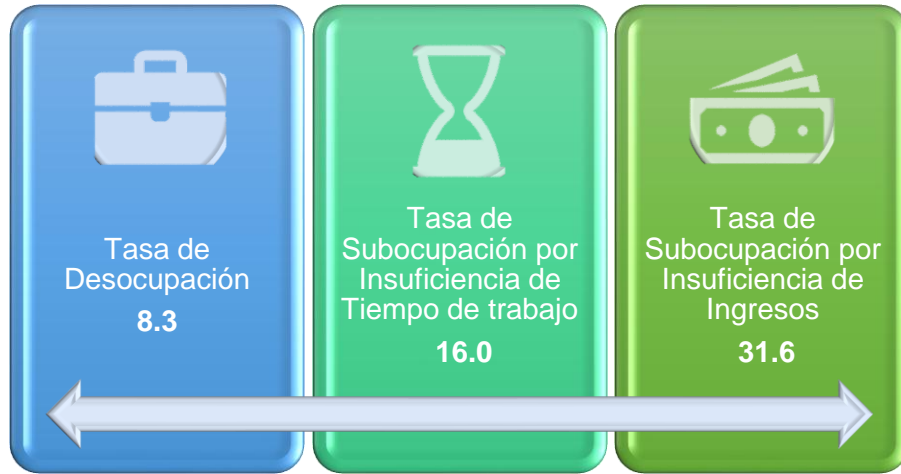 Tasa de
Desocupación
8.3
Tasa de
Subocupación por
Insuficiencia de
Tiempo de trabajo
16.0
Tasa de
Subocupación por
Insuficiencia de
Ingresos
31.6